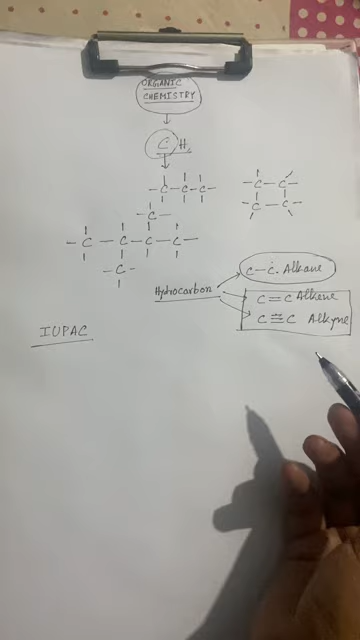 ORGANIC
CHEMISTRY
C H,
-C-C-C-
-C-C-
-C-
-C-C-
-C-C-C-C-
-C-
C-C. Alkane
Hydrocarbon
C=C Alkene
C≡C Alkyne
IUPAC